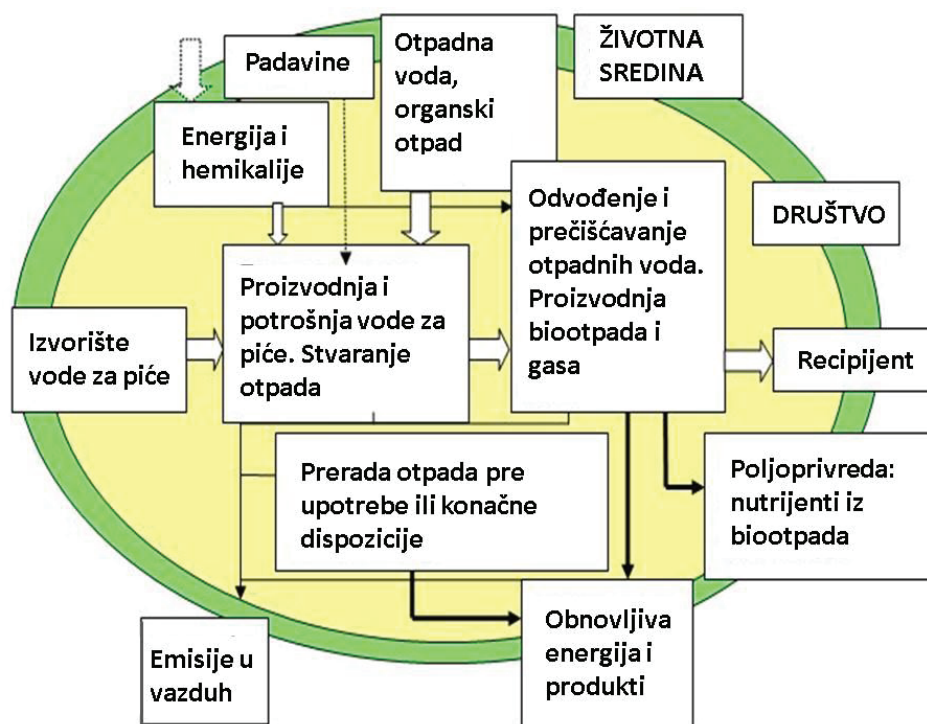 Padavine
Otpadna
voda,
organski
otpad
ŽIVOTNA
SREDINA
Energija i
hemikalije
Odvođenje i
prečišćavanje
otpadnih voda.
Proizvodnja
biootpada i
gasa
DRUŠTVO
Proizvodnja i
potrošnja vode za
piće. Stvaranje
otpada
Izvorište
vode za piće
Recipijent
Prerada otpada pre
upotrebe ili konačne
dispozicije
Poljoprivreda:
nutrijenti iz
biootpada
Emisije u
vazduh
Obnovljiva
energija i
produkti